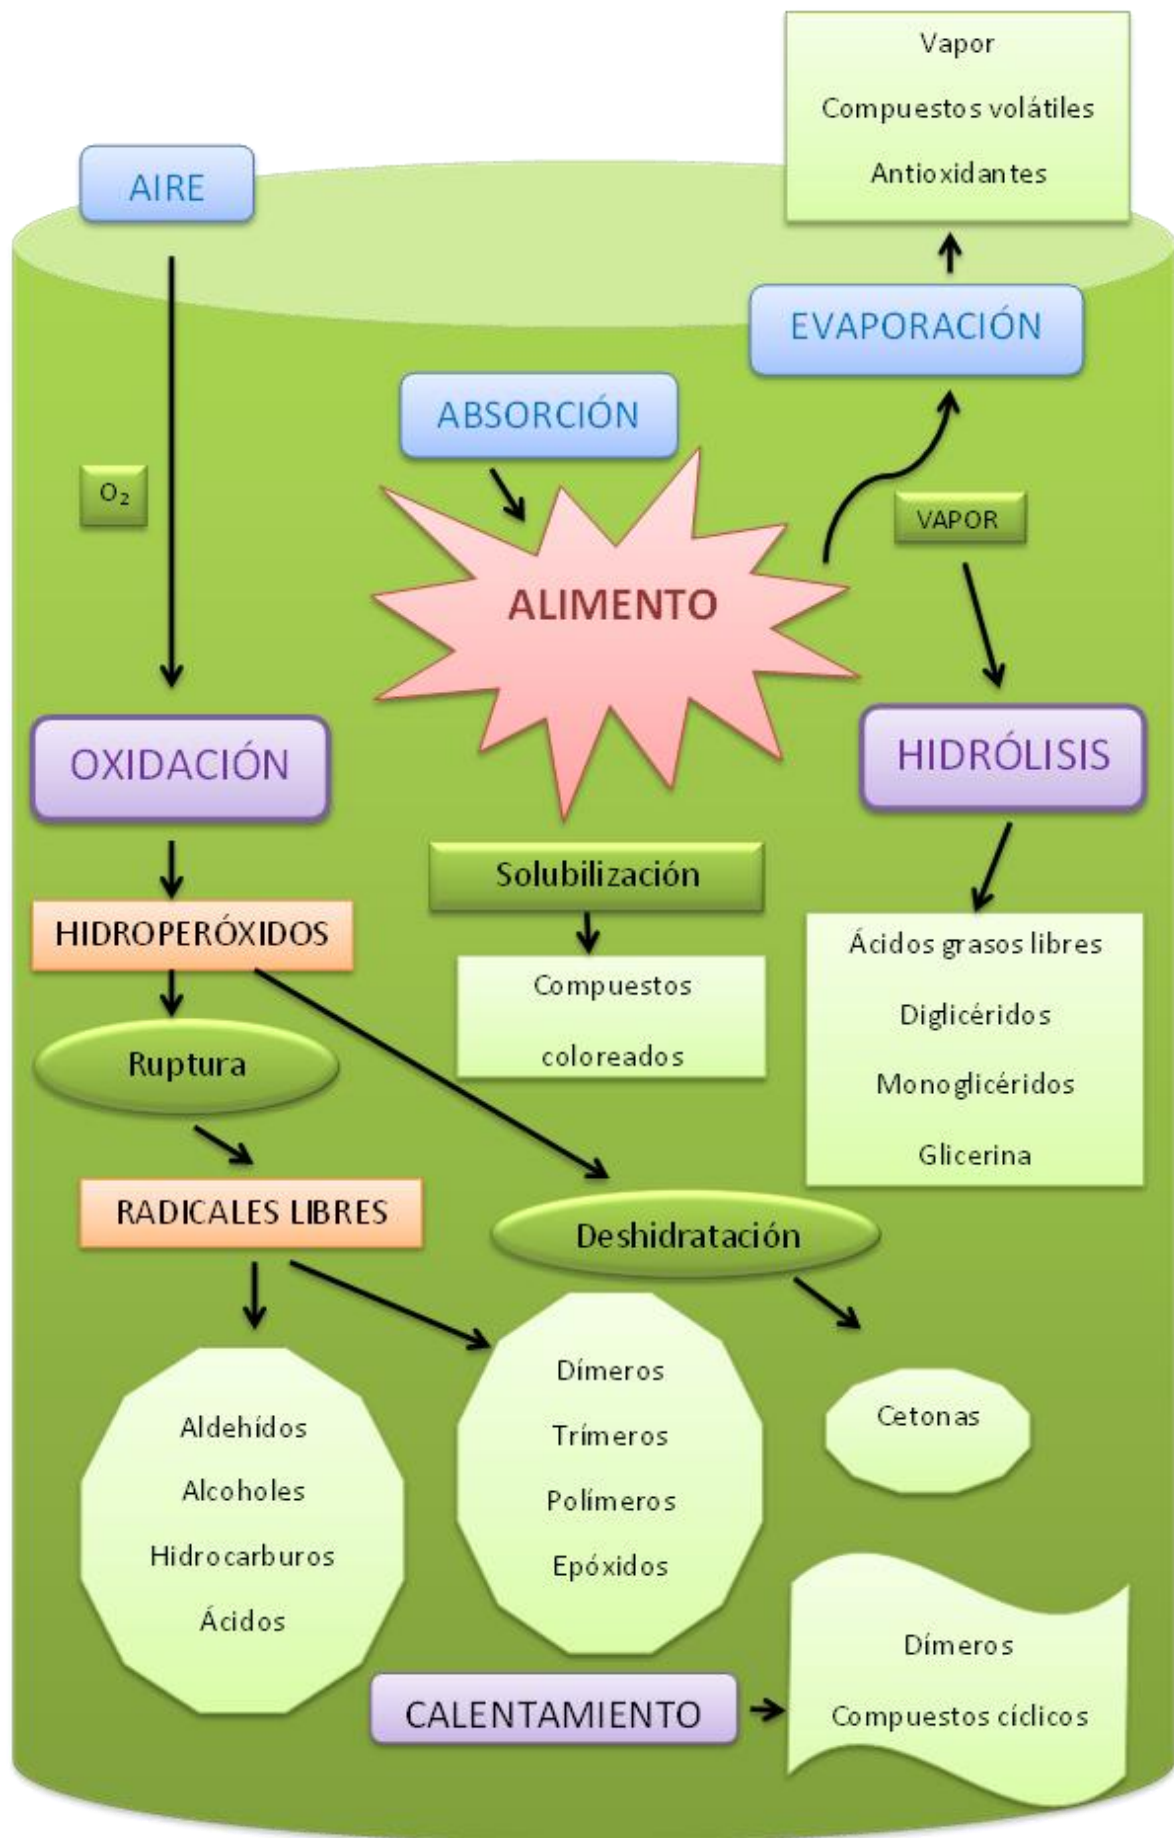 Vapor
Compuestos volátiles
Antioxidantes
AIRE
EVAPORACIÓN
ABSORCIÓN
O₂
VAPOR
ALIMENTO
OXIDACIÓN
HIDRÓLISIS
Solubilización
HIDROPERÓXIDOS
Compuestos
coloreados
Ácidos grasos libres
Diglicéridos
Monoglicéridos
Glicerina
Ruptura
RADICALES LIBRES
Deshidratación
Aldehídos
Alcoholes
Hidrocarburos
Ácidos
Dímeros
Trímeros
Polímeros
Epóxidos
Cetonas
CALENTAMIENTO
Dímeros
Compuestos cíclicos